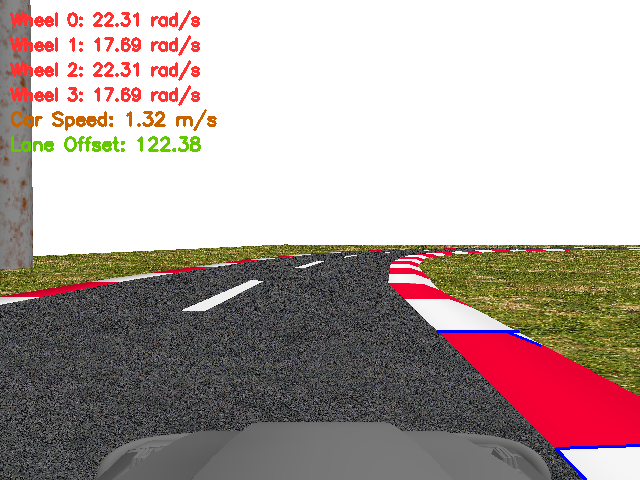 Wheel 0: 22.31 rad/s
Wheel 1: 17.69 rad/s
Wheel 2: 22.31 rad/s
Wheel 3: 17.69 rad/s
Car Speed: 1.32 m/s
Lane Offset: 122.38